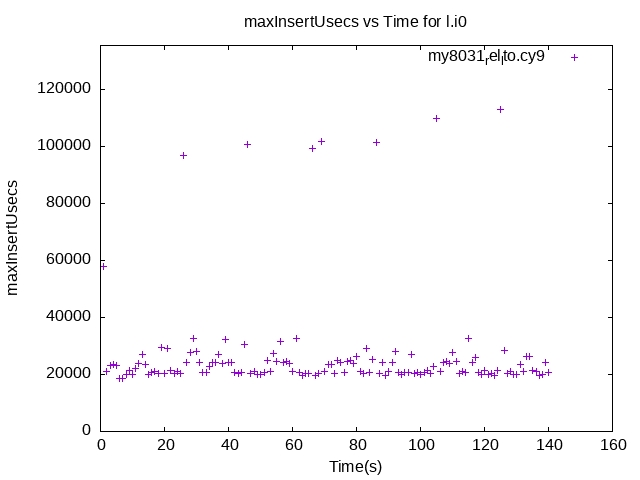 maxInsertUsecs vs Time for l.i0
my8031rellto.cy9
120000
100000
80000
60000
40000
20000
0
maxInsertUsecs
0 20 40 60 80 100 120 140 160
Time(s)